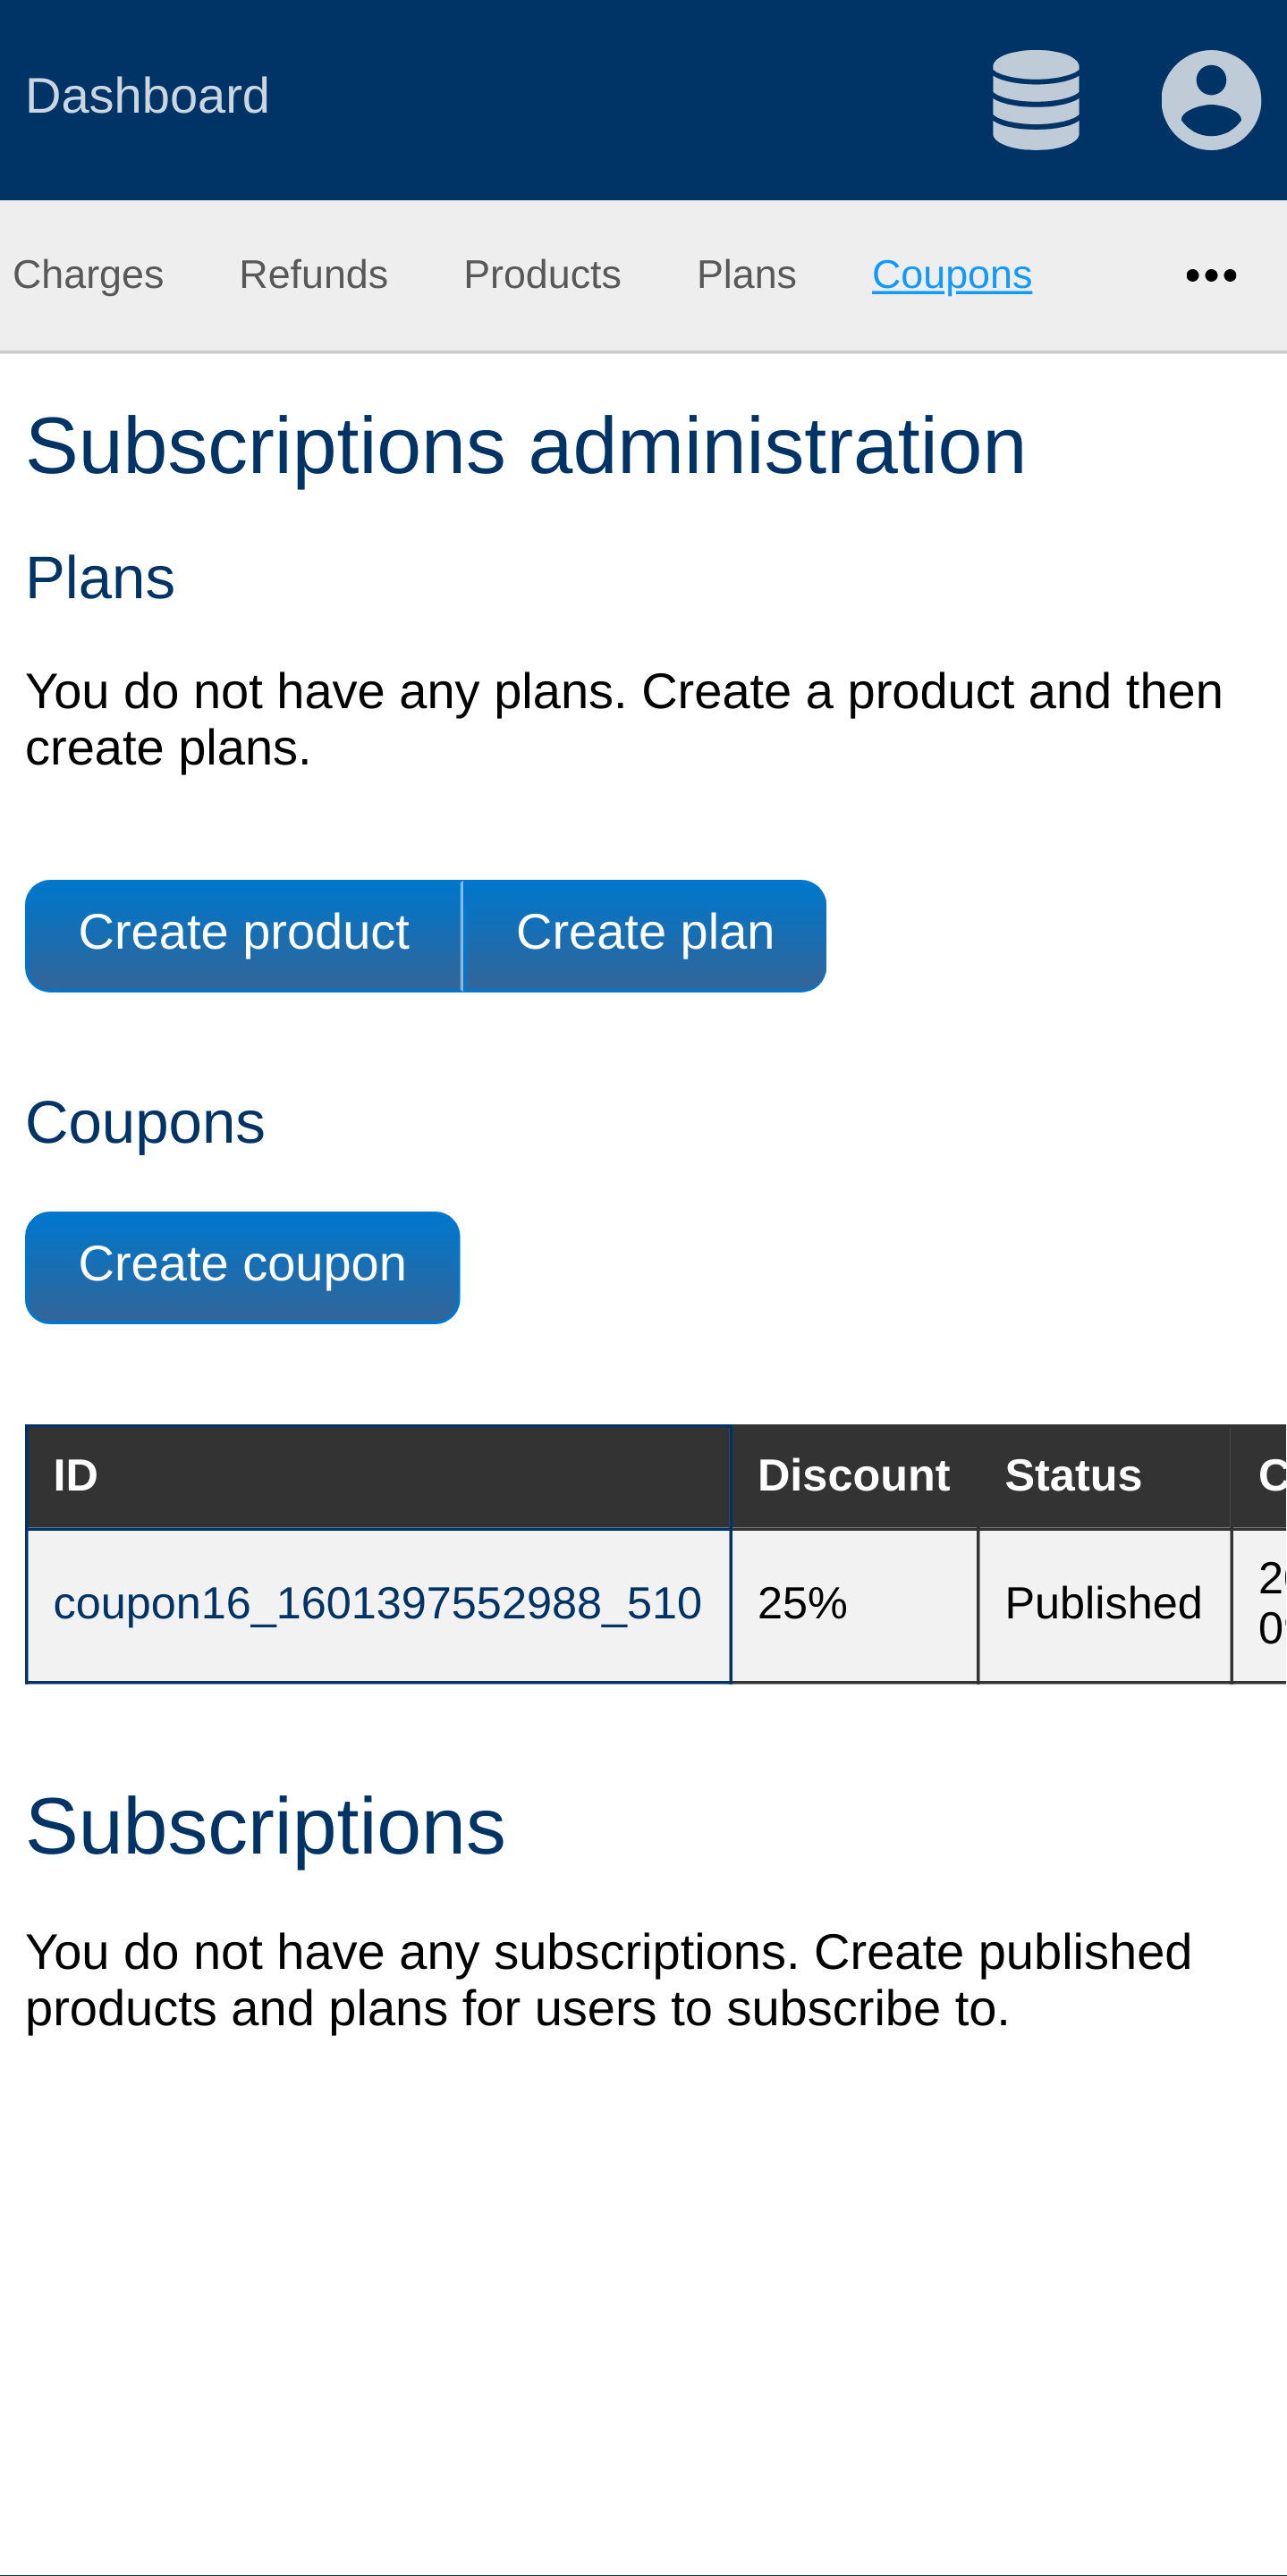 Dashboard
Charges Refunds Products Plans Coupons •••
Subscriptions administration
Plans
You do not have any plans. Create a product and then
create plans.
Create product Create plan
Coupons
Create coupon
ID Discount Status
coupon16_1601397552988_510 25% Published
Subscriptions
You do not have any subscriptions. Create published
products and plans for users to subscribe to.